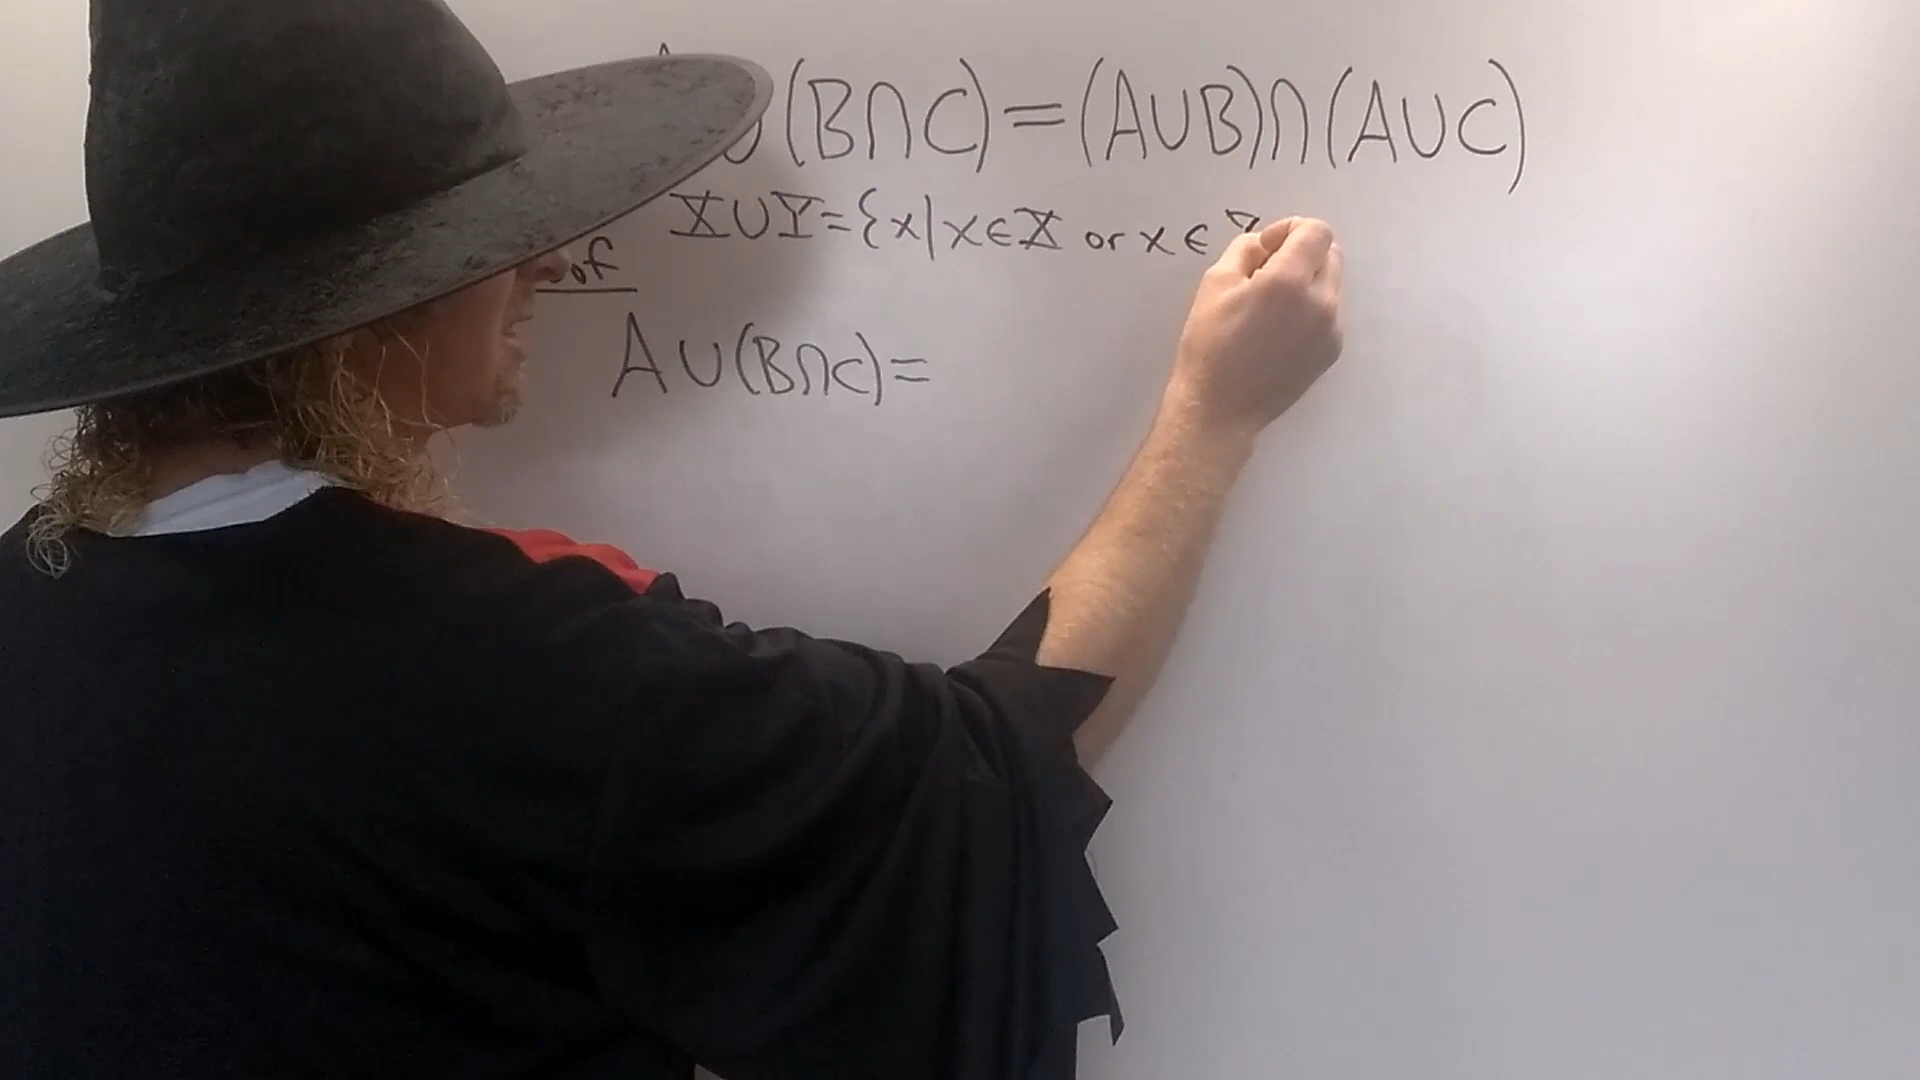 ∪(B∩C)=(A∪B)∩(A∪C)
X∪Y={x|x∈X or x∈
A∪(B∩C)=